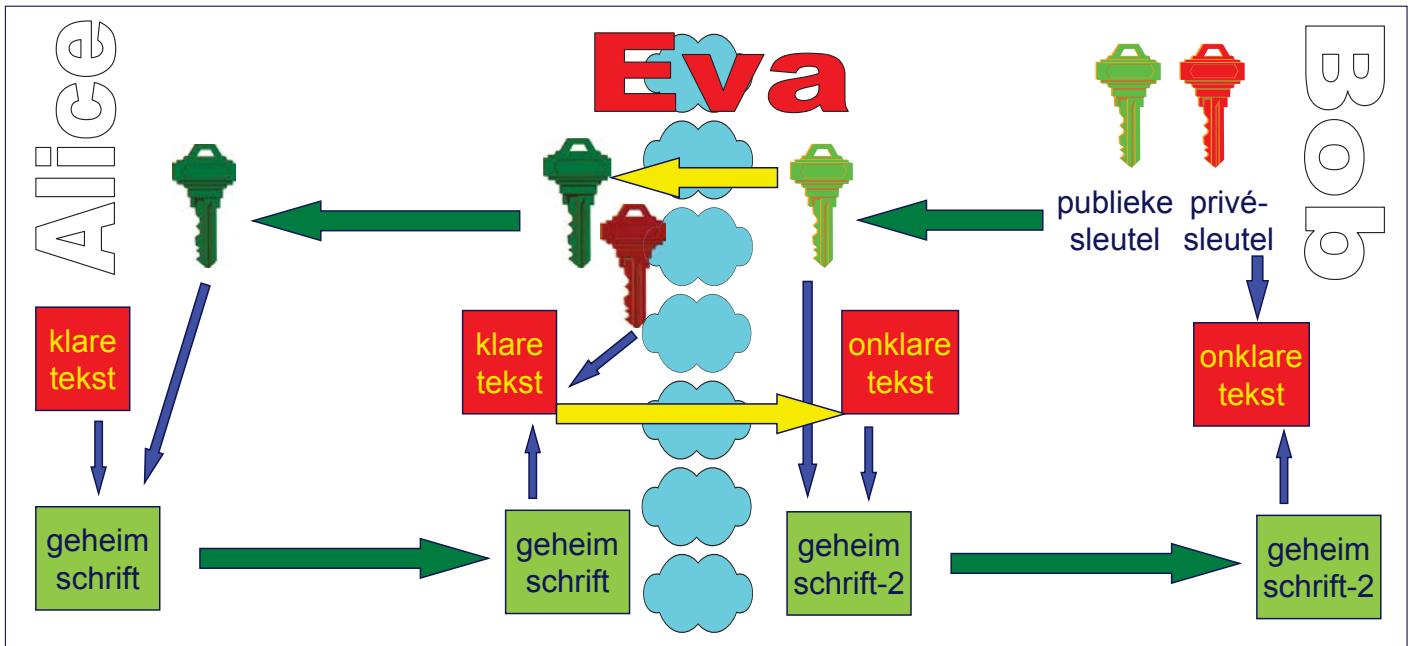 Alice
Eva
Bob
publieke
sleutel
privé-
sleutel
klare
tekst
klare
tekst
onklare
tekst
onklare
tekst
geheim
schrift
geheim
schrift
geheim
schrift-2
geheim
schrift-2